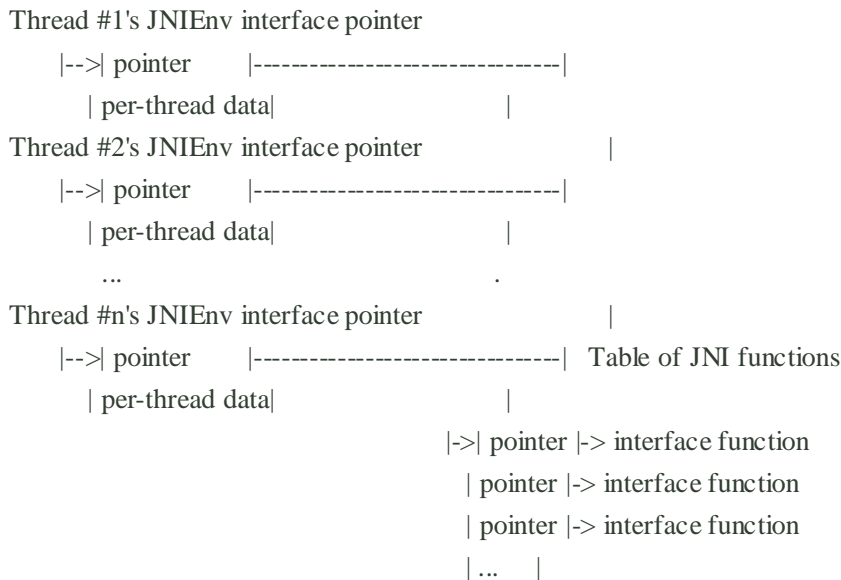 Thread #1's JNIEnv interface pointer
|-->| pointer |---------------------------------|
| per-thread data| |
Thread #2's JNIEnv interface pointer |
|-->| pointer |---------------------------------|
| per-thread data| |
... .
Thread #n's JNIEnv interface pointer |
|-->| pointer |---------------------------------| Table of JNI functions
| per-thread data| |
|->| pointer |-> interface function
| pointer |-> interface function
| pointer |-> interface function
| ... |